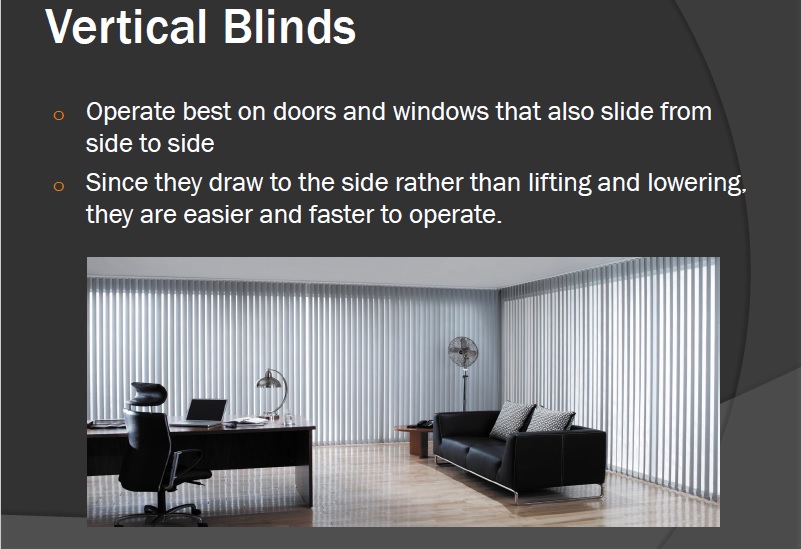 Vertical Blinds
o Operate best on doors and windows that also slide from
side to side
o Since they draw to the side rather than lifting and lowering,
they are easier and faster to operate.